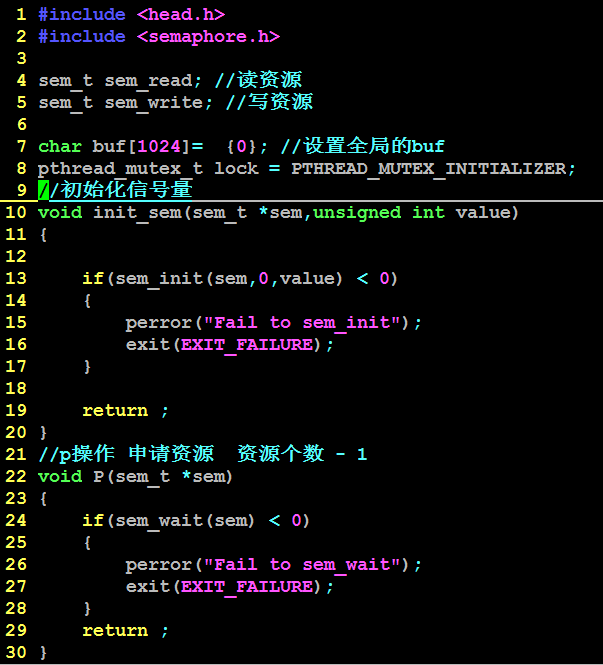 1 #include <head.h>
2 #include <semaphore.h>
3
4 sem_t sem_read; //读资源
5 sem_t sem_write; //写资源
6
7 char buf[1024]=  {0}; //设置全局的buf
8 pthread_mutex_t lock = PTHREAD_MUTEX_INITIALIZER;
9 //初始化信号量
10 void init_sem(sem_t *sem,unsigned int value)
11 {
12
13     if(sem_init(sem,0,value) < 0)
14     {
15         perror("Fail to sem_init");
16         exit(EXIT_FAILURE);
17     }
18
19     return ;
20 }
21 //p操作 申请资源  资源个数 - 1
22 void P(sem_t *sem)
23 {
24     if(sem_wait(sem) < 0)
25     {
26         perror("Fail to sem_wait");
27         exit(EXIT_FAILURE);
28     }
29     return ;
30 }